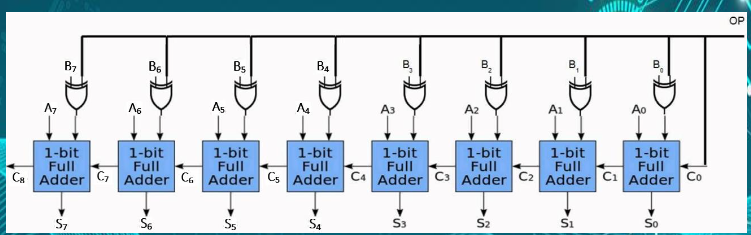 OP
B7 B6 B5 B4 B3 B2 B1 B0
A7 A6 A5 A4 A3 A2 A1 A0
1-bit Full Adder 1-bit Full Adder 1-bit Full Adder 1-bit Full Adder 1-bit Full Adder 1-bit Full Adder 1-bit Full Adder 1-bit Full Adder
C8 C7 C6 C5 C4 C3 C2 C1 C0
S7 S6 S5 S4 S3 S2 S1 S0